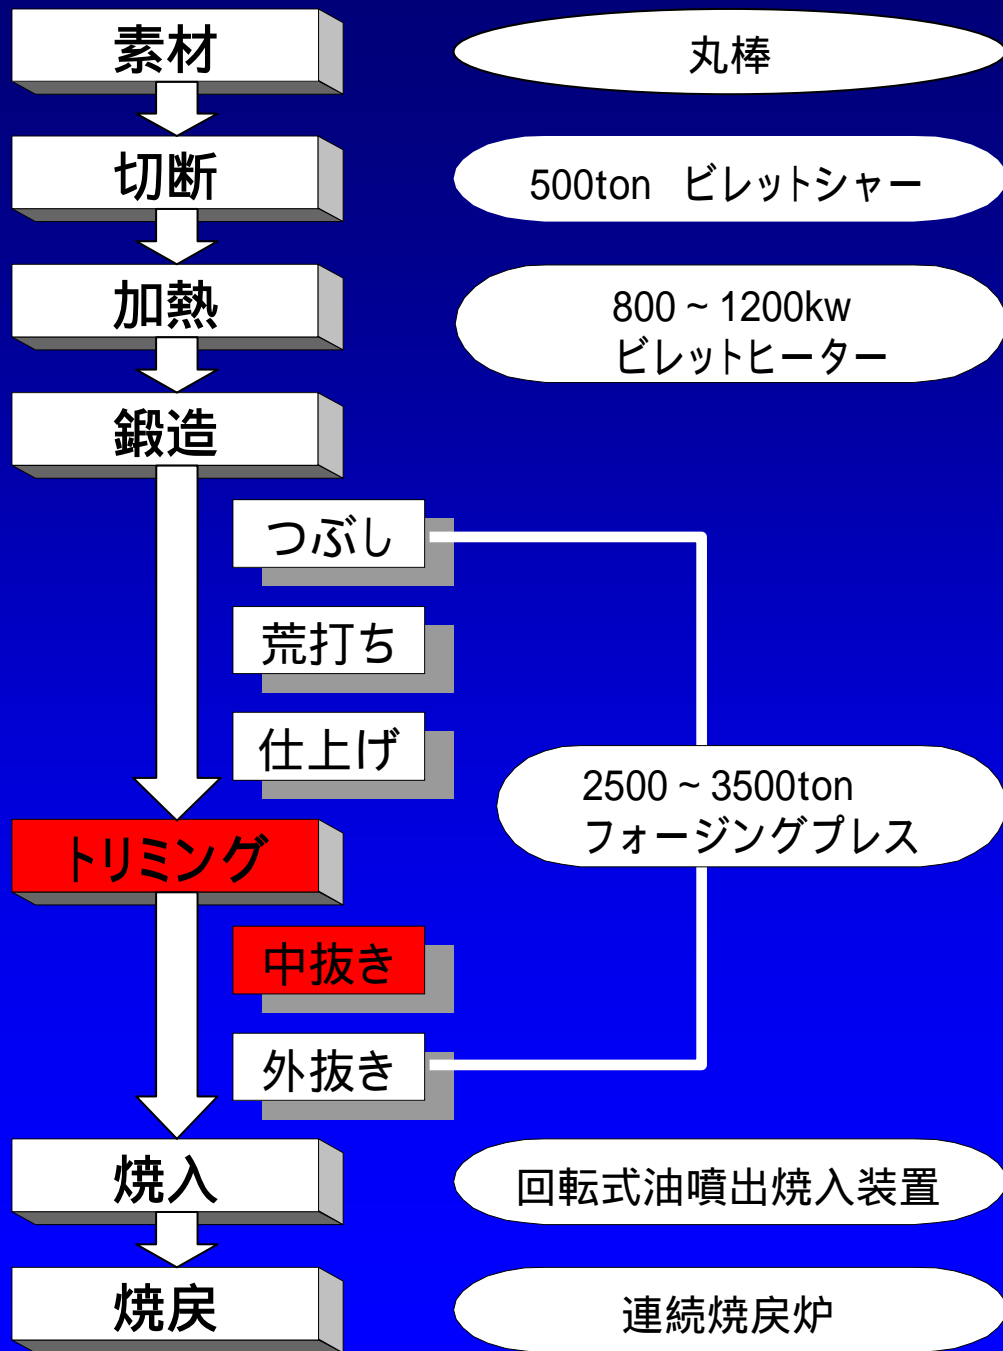 素材
丸棒
切断
500ton ビレットシャー
加熱
800～1200kw
ビレットヒーター
鍛造
つぶし
荒打ち
仕上げ
2500～3500ton
フォージングプレス
トリミング
中抜き
外抜き
焼入
回転式油噴出焼入装置
焼戻
連続焼戻炉